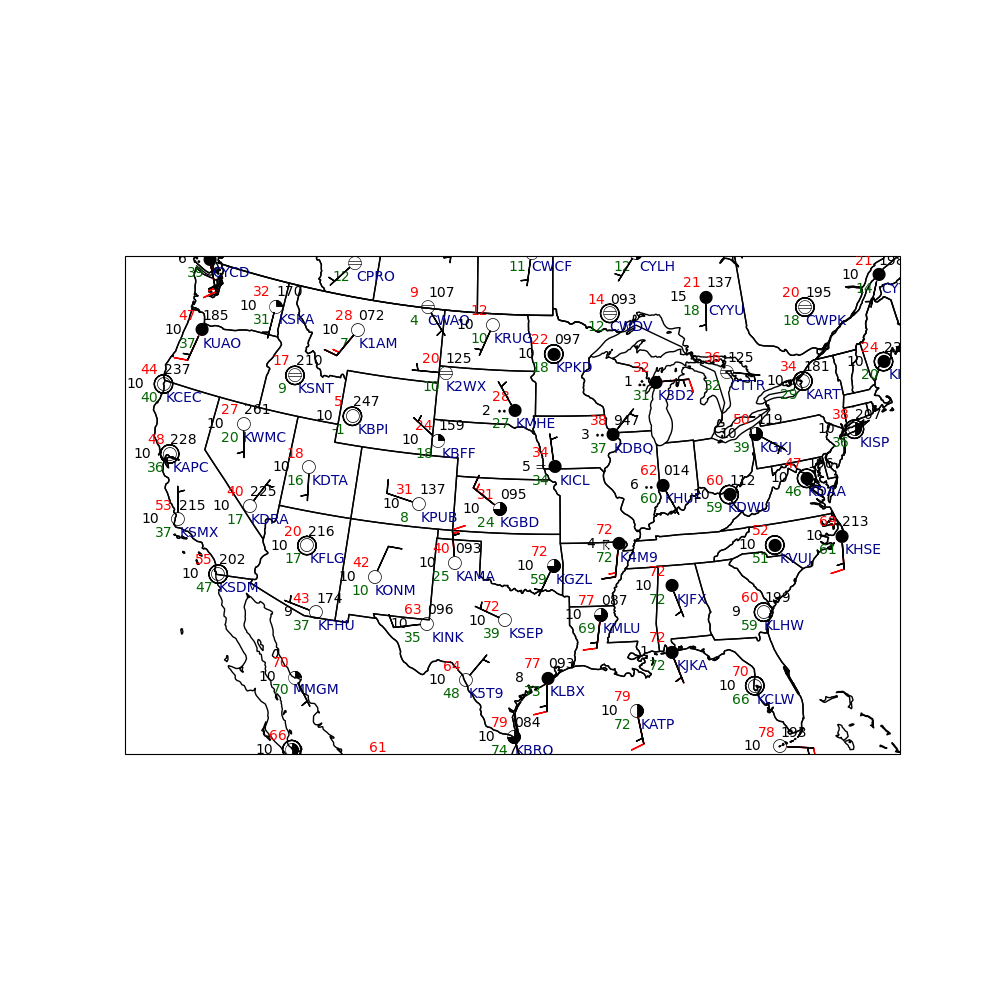 39 KYCD
12 CPRO
11 CWCF
12 CYLH
21 198
10
14
32 170
10
31 KSKA
9 107
4 CWAQ
21 137
15
18 CYYU
20 195
18 CWPK
47 185
10
37 KUAO
28 072
10
7 K1AM
12
10
10 KRUG
14 093
12 CWDV
22 097
10
18 KPKD
24
10
20
44 237
10
40 KCEC
17 210
9 KSNT
20 125
10 K2WX
32
1
31 K3D2
36 125
32 CTTR
34 181
10
29 KART
5 247
10
-1 KBPI
27 261
10
20 KWMC
24 159
10
18 KBFF
28
2
27 KMHE
38 947
3
37 KDBQ
50 119
10
39 KGKJ
38 207
10
36 KISP
48 228
10
36 KAPC
18
10
16 KDTA
34
5
34 KICL
62 014
6
60 KHUF
60 112
10
59 KDWU
47
10
46 KDAA
53 215
10
37 KSMX
40 225
10
17 KDRA
31 137
10
8 KPUB
31 095
10
24 KGBD
20 216
10
17 KFLG
40 093
10
25 KAMA
72
4
72 K4M9
52
10
51 KVUJ
64 213
10
61 KHSE
55 202
10
47 KSDM
42
10
10 KONM
72
10
59 KGZL
72
10
72 KJFX
43 174
9
37 KFHU
63 096
10
35 KINK
72
10
39 KSEP
77 087
10
69 KMLU
60 199
9
59 KLHW
72
1
72 KJKA
70
10
70 MMGM
64
10
48 K5T9
77 093
8
73 KLBX
70
10
66 KCLW
79
10
72 KATP
66
10
61
79 084
10
74 KBRO
78 193
10